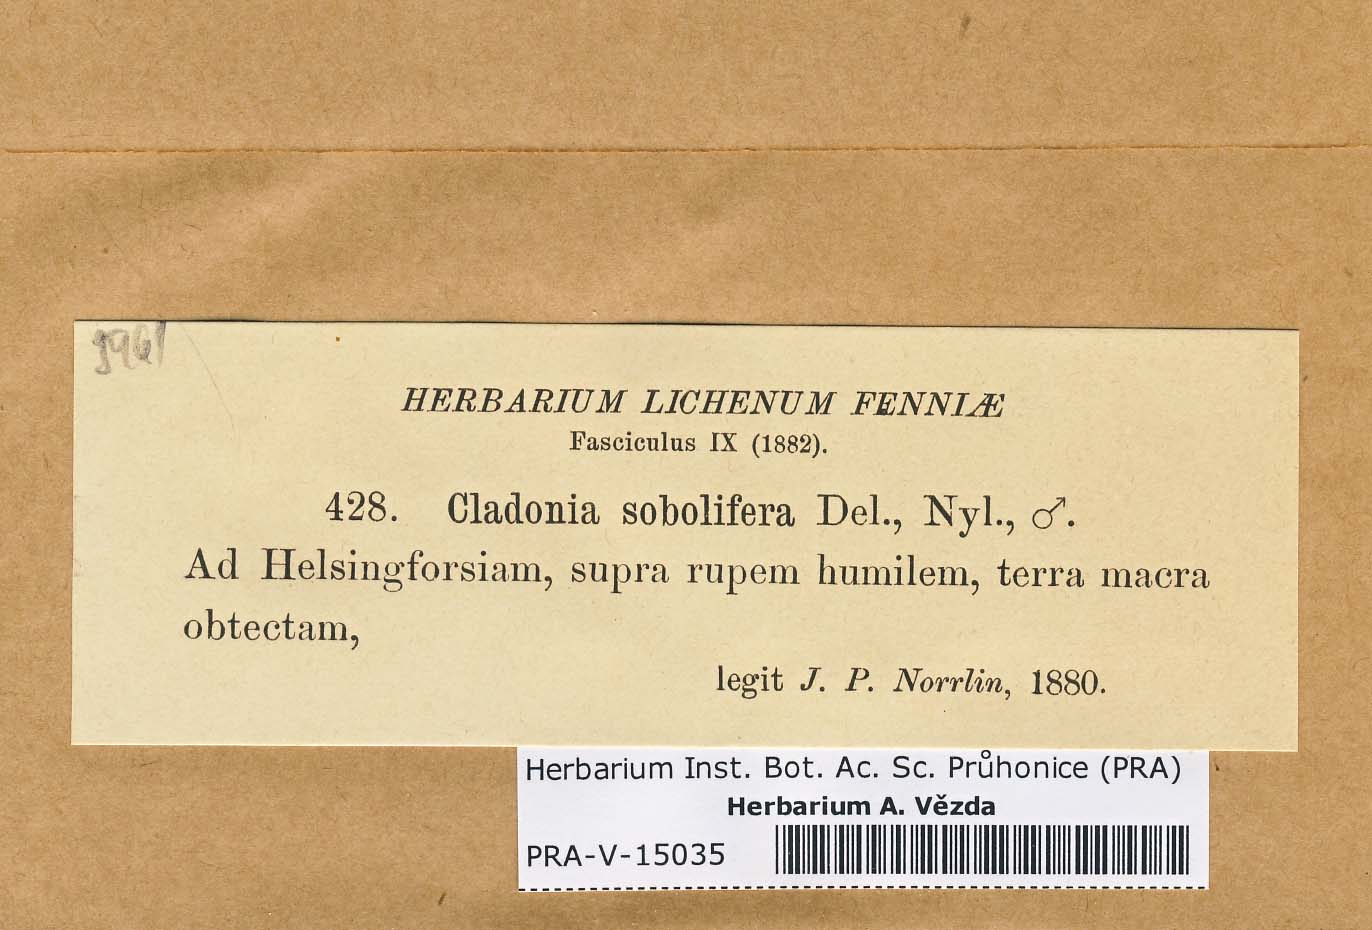 HERBARIUM LICHENUM FENNIÆ
Fasciculus IX (1882).
428. Cladonia sobolifera Del., Nyl., ♂.
Ad Helsingforsiam, supra rupem humilem, terra macra
obtectam,
legit J. P. Norrlin, 1880.
Herbarium Inst. Bot. Ac. Sc. Průhonice (PRA)
Herbarium A. Vězda
PRA-V-15035